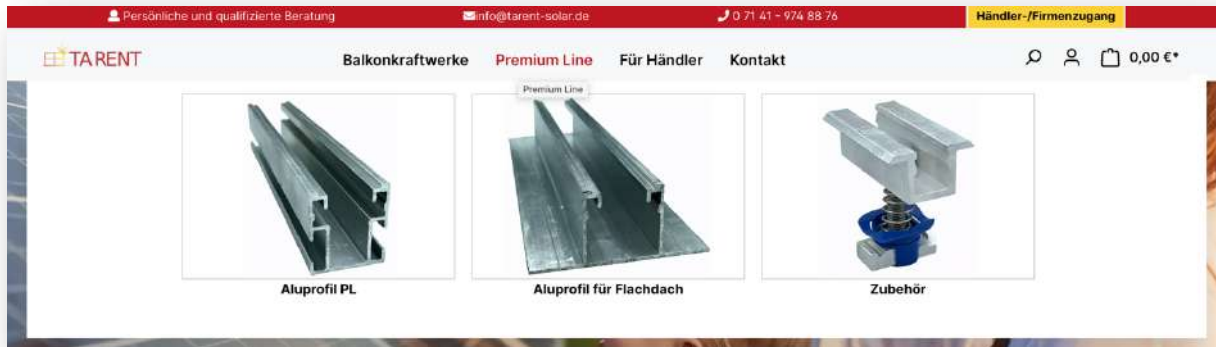 Persönliche und qualifizierte Beratung info@tarent-solar.de 0 71 41 - 974 88 76 Händler-/Firmenzugang
TARENT Balkonkraftwerke Premium Line Für Händler Kontakt 0,00 €*
Premium Line
Aluprofil PL Aluprofil für Flachdach Zubehör